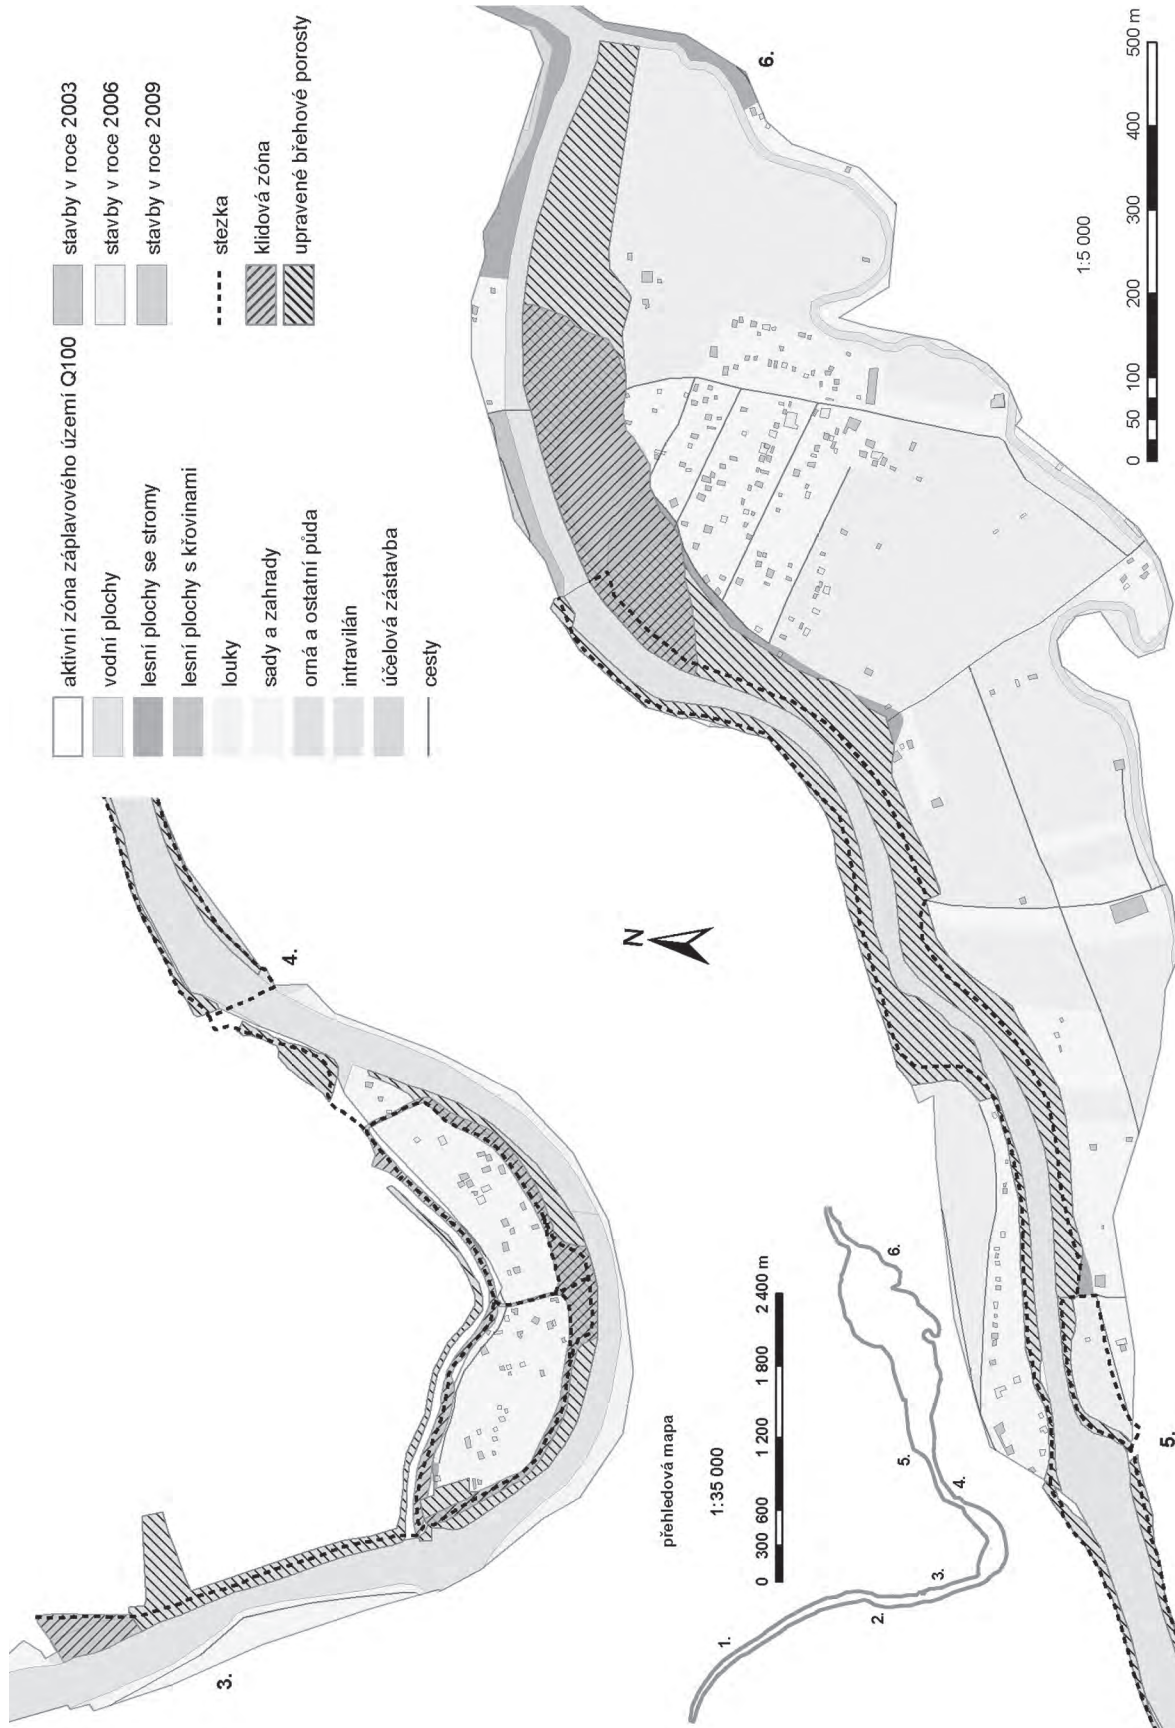 aktivní zóna záplavového území Q100
vodní plochy
lesní plochy se stromy
lesní plochy s křovinami
louky
sady a zahrady
orná a ostatní půda
intravilán
účelová zástavba
cesty
stavby v roce 2003
stavby v roce 2006
stavby v roce 2009
stezka
klidová zóna
upravené břehové porosty
3.
4.
N
5.
6.
1:5 000
0 50 100 200 300 400 500 m
přehledová mapa
1:35 000
0 300 600 1 200 1 800 2 400 m
1.
2.
3.
4.
5.
6.